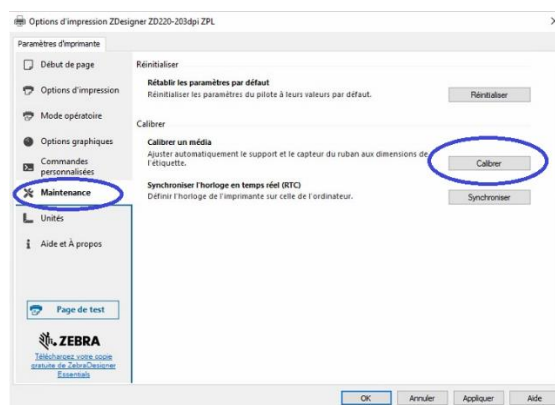 Options d'impression ZDesigner ZD220-203dpi ZPL
Paramètres d'imprimante
Début de page
Options d'impression
Mode opératoire
Options graphiques
Commandes
personnalisées
Maintenance
Unités
Aide et À propos
Page de test
ZEBRA
Téléchargez votre copie
gratuite de ZebraDesigner
Essentials
Réinitialiser
Rétablir les paramètres par défaut
Réinitialiser les paramètres du pilote à leurs valeurs par défaut.
Réinitialiser
Calibrer
Calibrer un média
Ajuster automatiquement le support et le capteur du ruban aux dimensions de
l'étiquette.
Calibrer
Synchroniser l'horloge en temps réel (RTC)
Définir l'horloge de l'imprimante sur celle de l'ordinateur.
Synchroniser
OK
Annuler
Appliquer
Aide